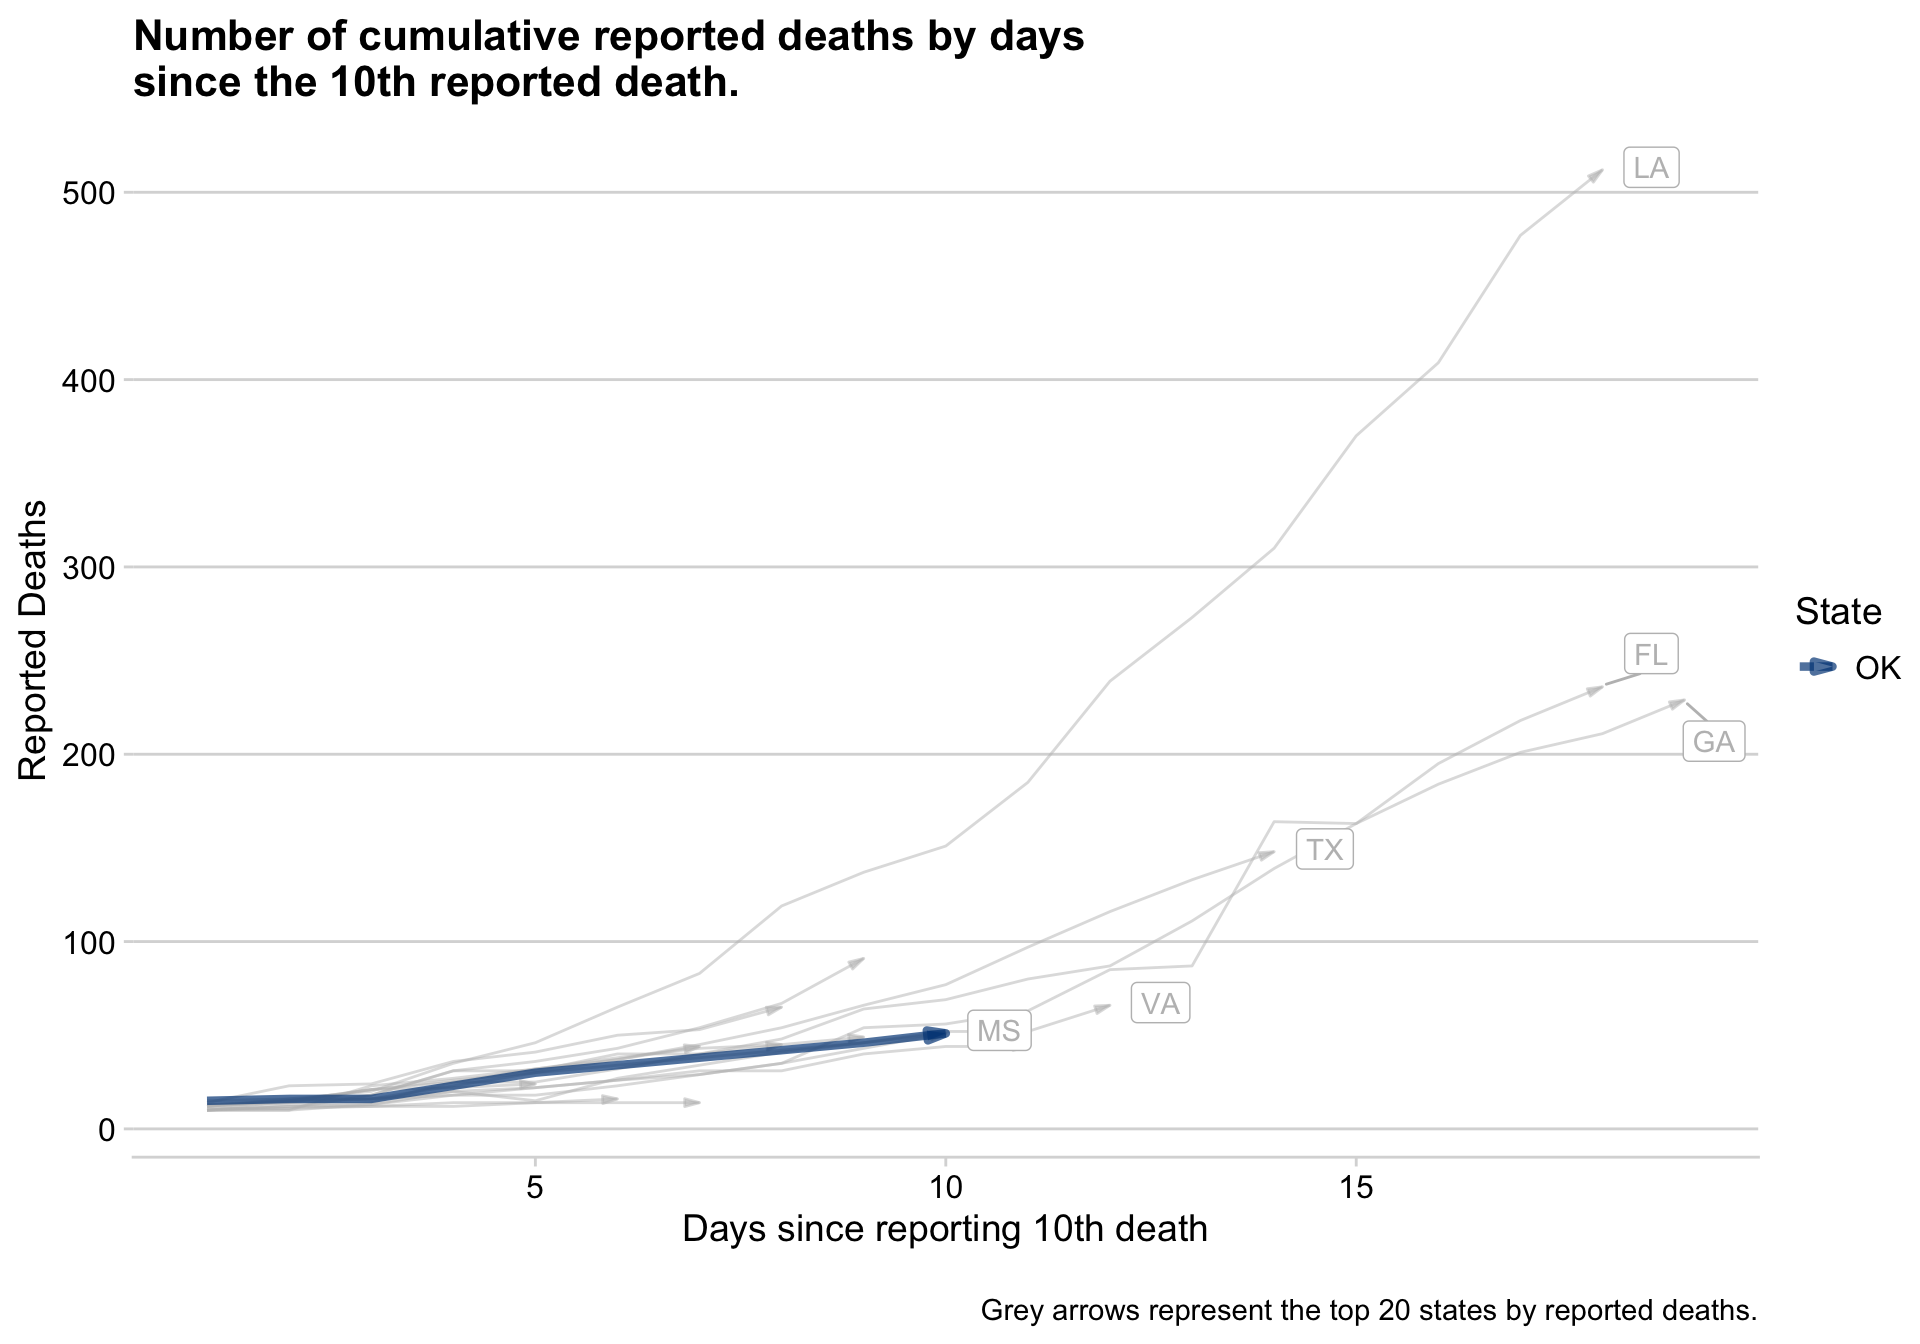 Number of cumulative reported deaths by days
since the 10th reported death.
LA
500
400
300
State
FL
OK
GA
200
TX
100
VA
MS
0
5
10
15
Reported Deaths
Days since reporting 10th death
Grey arrows represent the top 20 states by reported deaths.